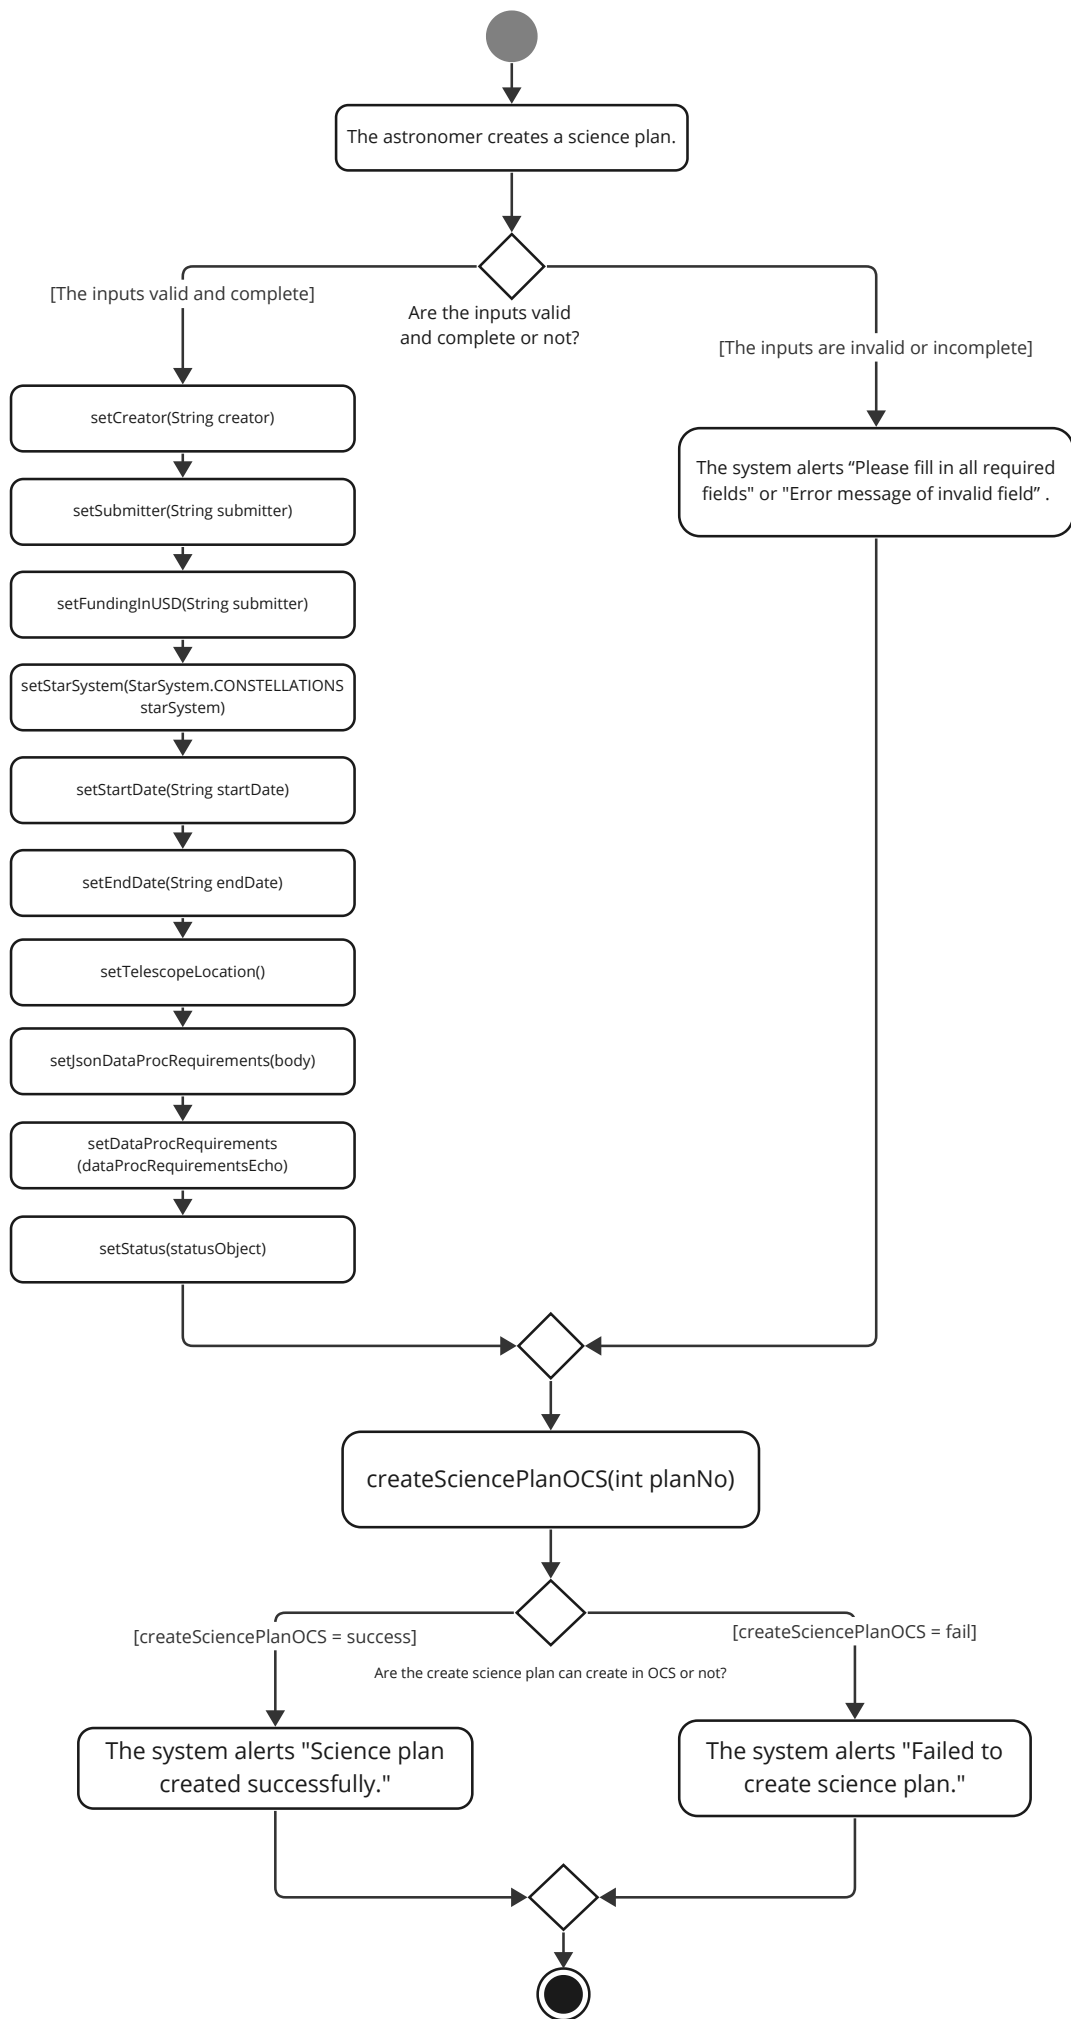 The astronomer creates a science plan.
[The inputs valid and complete]
Are the inputs valid
and complete or not?
[The inputs are invalid or incomplete]
setCreator(String creator)
The system alerts “Please fill in all required
fields" or "Error message of invalid field” .
setSubmitter(String submitter)
setFundingInUSD(String submitter)
setStarSystem(StarSystem.CONSTELLATIONS
starSystem)
setStartDate(String startDate)
setEndDate(String endDate)
setTelescopeLocation()
setJsonDataProcRequirements(body)
setDataProcRequirements
(dataProcRequirementsEcho)
setStatus(statusObject)
createSciencePlanOCS(int planNo)
[createSciencePlanOCS = success]
[createSciencePlanOCS = fail]
Are the create science plan can create in OCS or not?
The system alerts "Science plan
created successfully."
The system alerts "Failed to
create science plan."